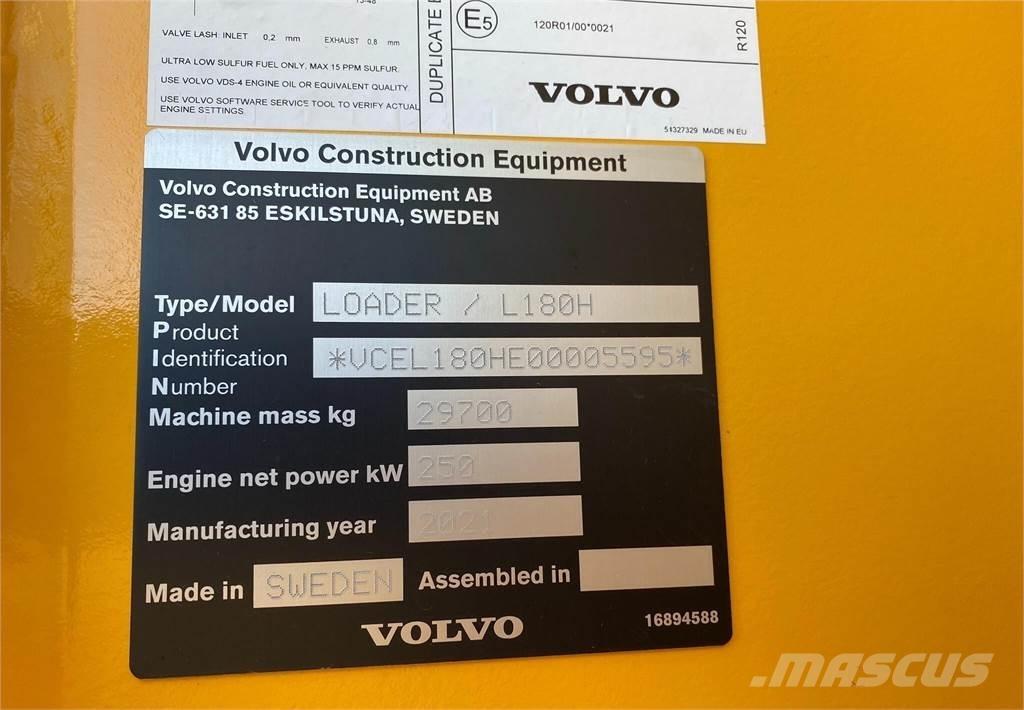 VALVE LASH: INLET 0,2 mm EXHAUST 0,8 mm
ULTRA LOW SULFUR FUEL ONLY, MAX 15 PPM SULFUR.
USE VOLVO VDS-4 ENGINE OIL OR EQUIVALENT QUALITY.
USE VOLVO SOFTWARE SERVICE TOOL TO VERIFY ACTUAL
ENGINE SETTINGS.
DUPLICATE
E5
120R01/00*0021
R120
VOLVO
51327329 MADE IN EU
Volvo Construction Equipment
Volvo Construction Equipment AB
SE-631 85 ESKILSTUNA, SWEDEN
Type/Model LOADER / L180H
Product
Identification *VCEL180HE00005595*
Number
Machine mass kg 29700
Engine net power kW 250
Manufacturing year 2021
Made in SWEDEN Assembled in
VOLVO
16894588
MASCUS